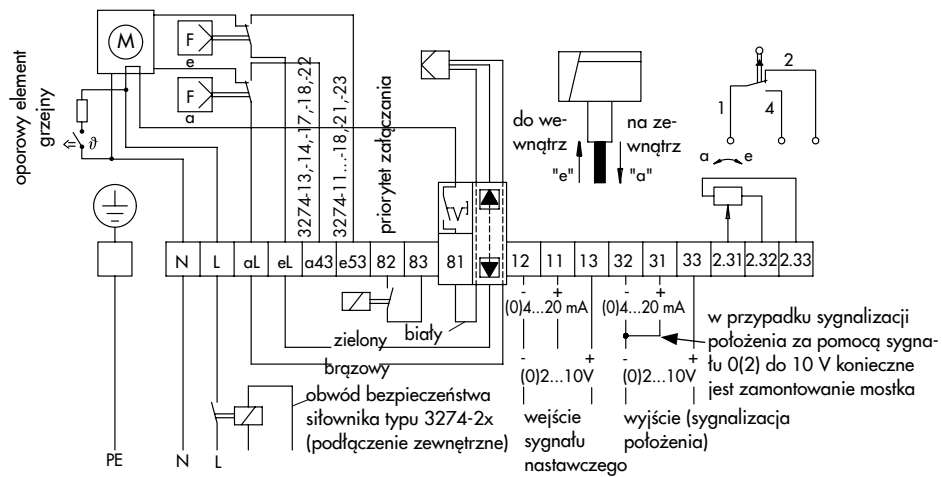 M
F
e
F
a
oporowy element
grzejny
ϑ
3274-13,-14,-17,-18,-22
3274-11...-18,21,-23
priorytet załączania
do we-
wnątrz
"e"
na ze-
wnątrz
"a"
1
2
4
a
e
N
L
aL
eL
a43
e53
82
83
81
12
11
13
32
31
33
2.31
2.32
2.33
- +
(0)4...20 mA
- +
(0)4...20 mA
biały
zielony
brązowy
- +
(0)2...10V
- +
(0)2...10V
w przypadku sygnalizacji
położenia za pomocą sygna-
łu 0(2) do 10 V konieczne
jest zamontowanie mostka
obwód bezpieczeństwa
siłownika typu 3274-2x
(podłączenie zewnętrzne)
wejście
sygnału
nastawczego
wyjście (sygnalizacja
położenia)
PE
N
L